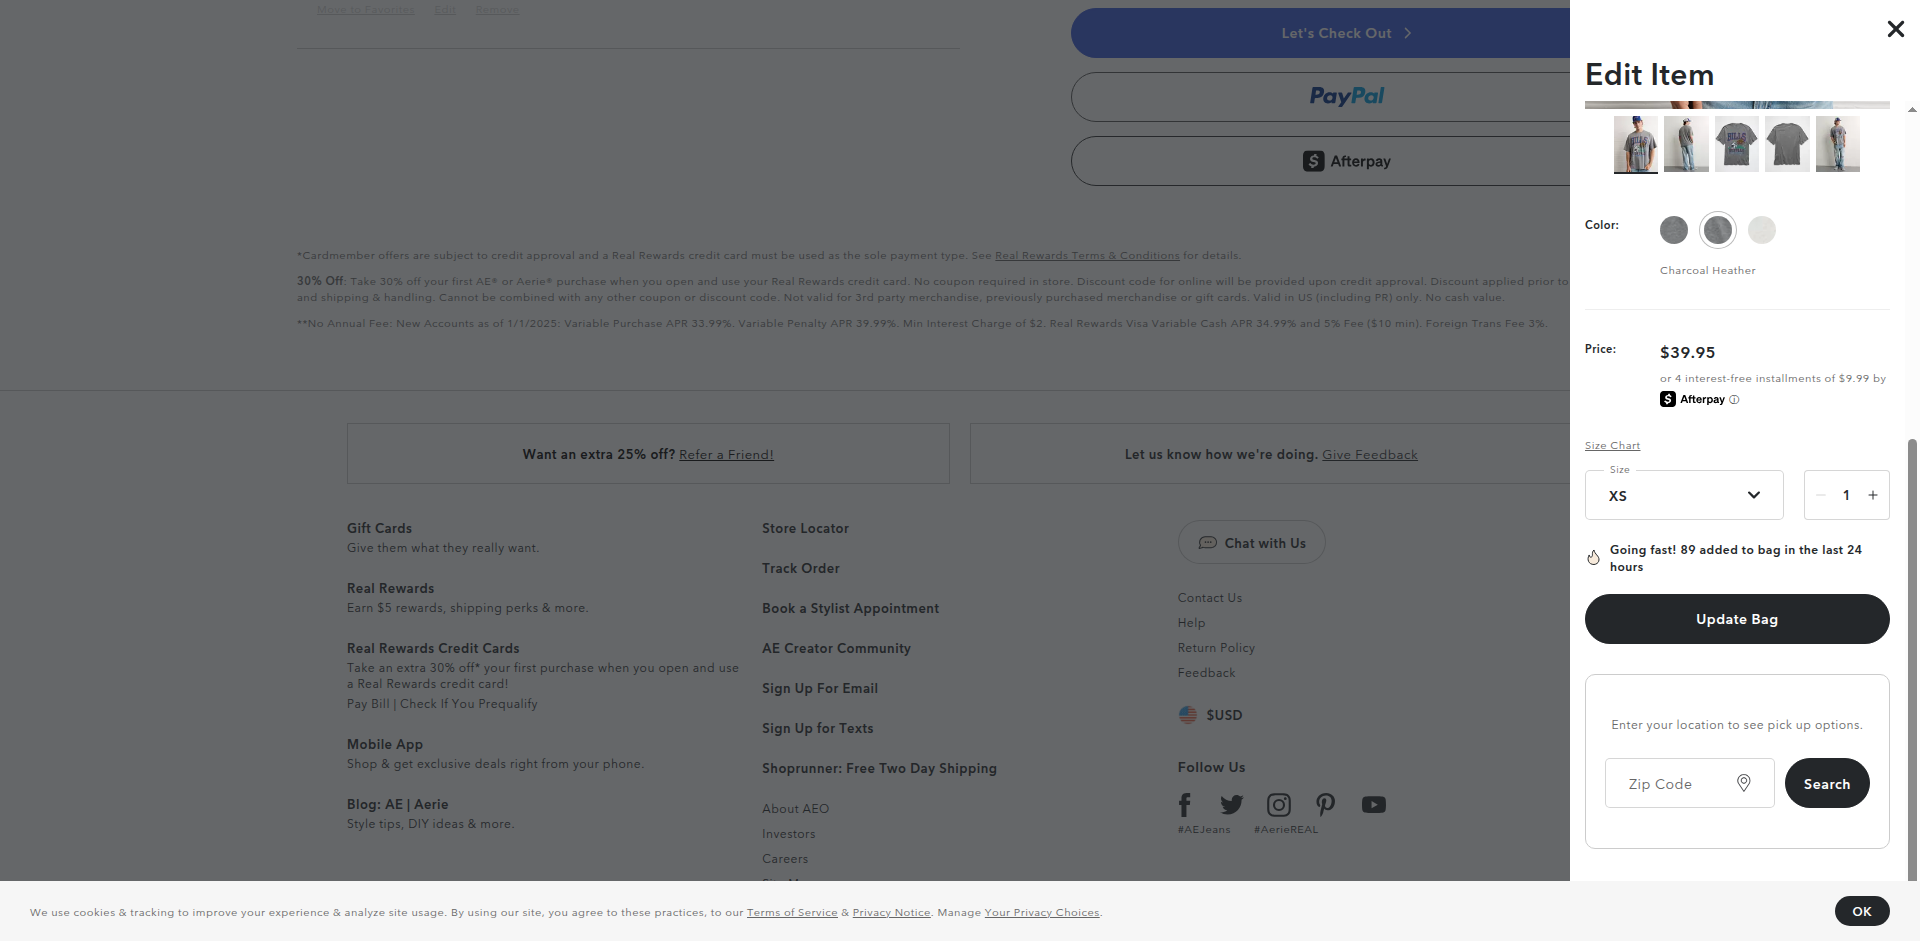 Move to Favorites Edit Remove
Let's Check Out
PayPal
Afterpay
*Cardmember offers are subject to credit approval and a Real Rewards credit card must be used as the sole payment type. See Real Rewards Terms & Conditions for details.
30% Off: Take 30% off your first AE® or Aerie® purchase when you open and use your Real Rewards credit card. No coupon required in store. Discount code for online will be provided upon credit approval. Discount applied prior to
and shipping & handling. Cannot be combined with any other coupon or discount code. Not valid for 3rd party merchandise, previously purchased merchandise or gift cards. Valid in US (including PR) only. No cash value.
**No Annual Fee: New Accounts as of 1/1/2025: Variable Purchase APR 33.99%. Variable Penalty APR 39.99%. Min Interest Charge of $2. Real Rewards Visa Variable Cash APR 34.99% and 5% Fee ($10 min). Foreign Trans Fee 3%.
Want an extra 25% off? Refer a Friend!
Let us know how we're doing. Give Feedback
Gift Cards
Give them what they really want.
Real Rewards
Earn $5 rewards, shipping perks & more.
Real Rewards Credit Cards
Take an extra 30% off* your first purchase when you open and use
a Real Rewards credit card!
Pay Bill | Check If You Prequalify
Mobile App
Shop & get exclusive deals right from your phone.
Blog: AE | Aerie
Style tips, DIY ideas & more.
Store Locator
Track Order
Book a Stylist Appointment
AE Creator Community
Sign Up For Email
Sign Up for Texts
Shoprunner: Free Two Day Shipping
About AEO
Investors
Careers
Chat with Us
Contact Us
Help
Return Policy
Feedback
$USD
Follow Us
#AEJeans #AerieREAL
Edit Item
BILLS
Color:
Charcoal Heather
Price:
$39.95
or 4 interest-free installments of $9.99 by
Afterpay
Size Chart
Size
XS
1
Going fast! 89 added to bag in the last 24
hours
Update Bag
Enter your location to see pick up options.
Zip Code
Search
We use cookies & tracking to improve your experience & analyze site usage. By using our site, you agree to these practices, to our Terms of Service & Privacy Notice. Manage Your Privacy Choices.
OK